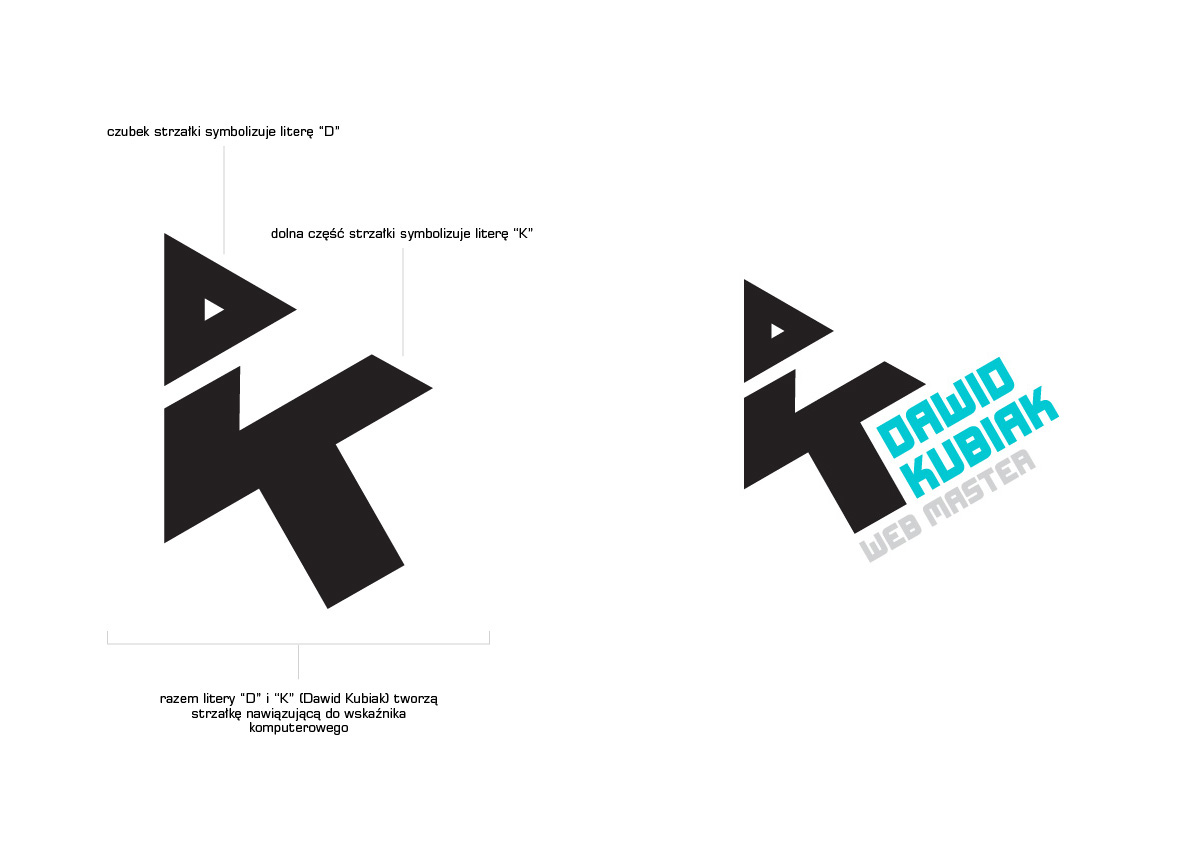 czubek strzałki symbolizuje literę “D”
dolna część strzałki symbolizuje literę “K”
razem litery “D” i “K” (Dawid Kubiak) tworzą
strzałkę nawiązującą do wskaźnika
komputerowego
DAWID
KUBIAK
WEB MASTER